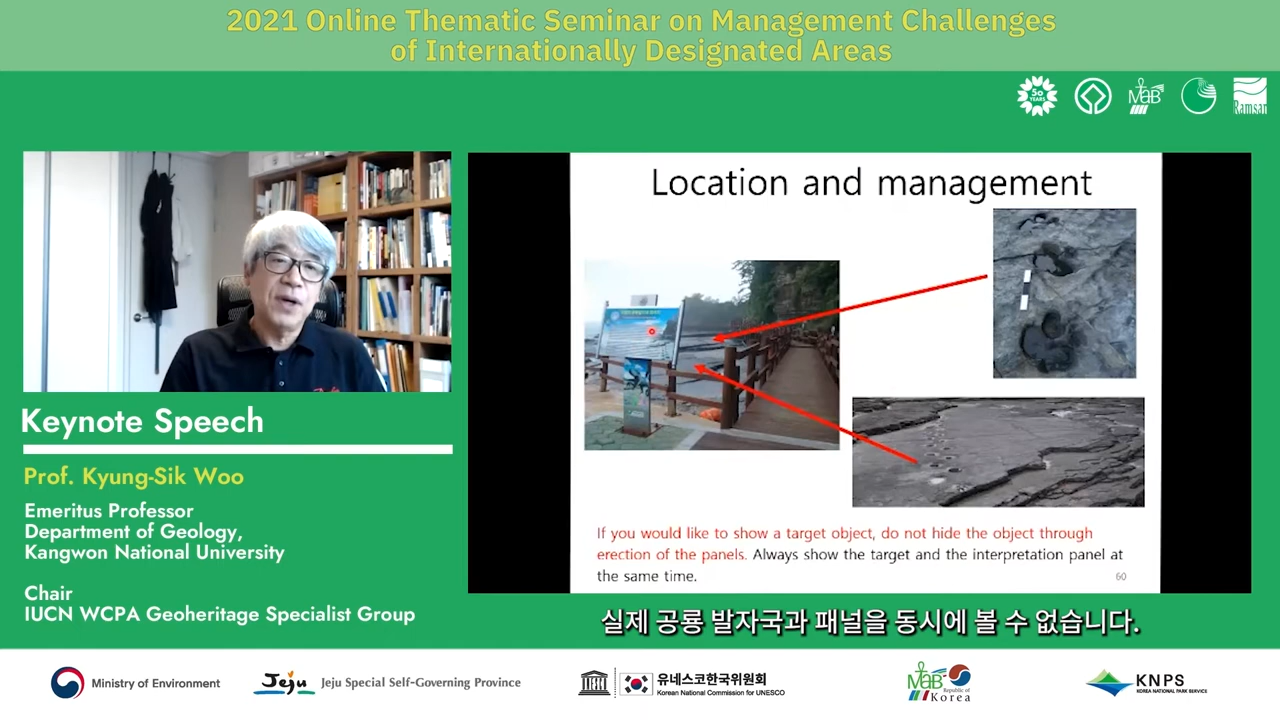 2021 Online Thematic Seminar on Management Challenges
of Internationally Designated Areas
50
YEARS
MaB
Ramsar
Location and management
If you would like to show a target object, do not hide the object through
erection of the panels. Always show the target and the interpretation panel at
the same time.
60
Keynote Speech
Prof. Kyung-Sik Woo
Emeritus Professor
Department of Geology,
Kangwon National University
Chair
IUCN WCPA Geoheritage Specialist Group
실제 공룡 발자국과 패널을 동시에 볼 수 없습니다.
Ministry of Environment
Jeju
Jeju Special Self-Governing Province
유네스코한국위원회
Korean National Commission for UNESCO
MaB
Republic of
Korea
KNPS
KOREA NATIONAL PARK SERVICE